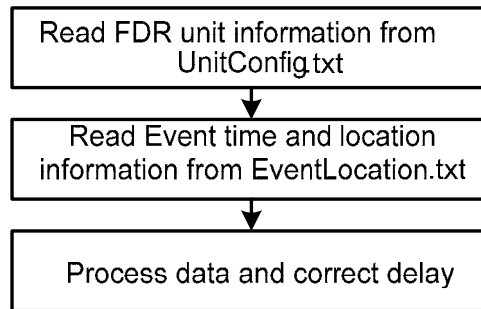 Read FDR unit information from
UnitConfig.txt
Read Event time and location
information from EventLocation.txt
Process data and correct delay